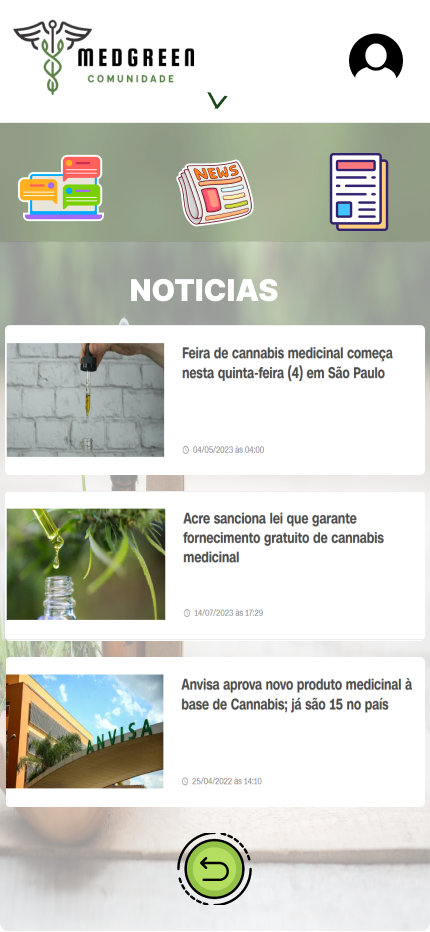 MEDGREEN
COMUNIDADE
NEWS
NOTICIAS
Feira de cannabis medicinal começa
nesta quinta-feira (4) em São Paulo
04/05/2023 às 04:00
Acre sanciona lei que garante
fornecimento gratuito de cannabis
medicinal
14/07/2023 às 17:29
Anvisa aprova novo produto medicinal à
base de Cannabis; já são 15 no país
ANVISA
25/04/2022 às 14:10